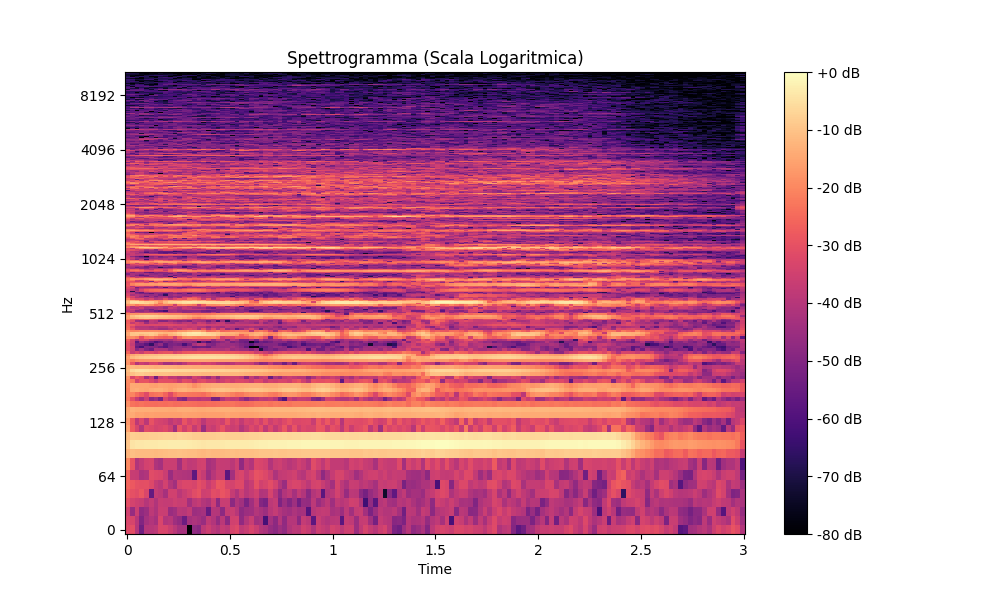 Spettrogramma (Scala Logaritmica)
Hz
8192
4096
2048
1024
512
256
128
64
0
0 0.5 1 1.5 2 2.5 3
Time
+0 dB
-10 dB
-20 dB
-30 dB
-40 dB
-50 dB
-60 dB
-70 dB
-80 dB